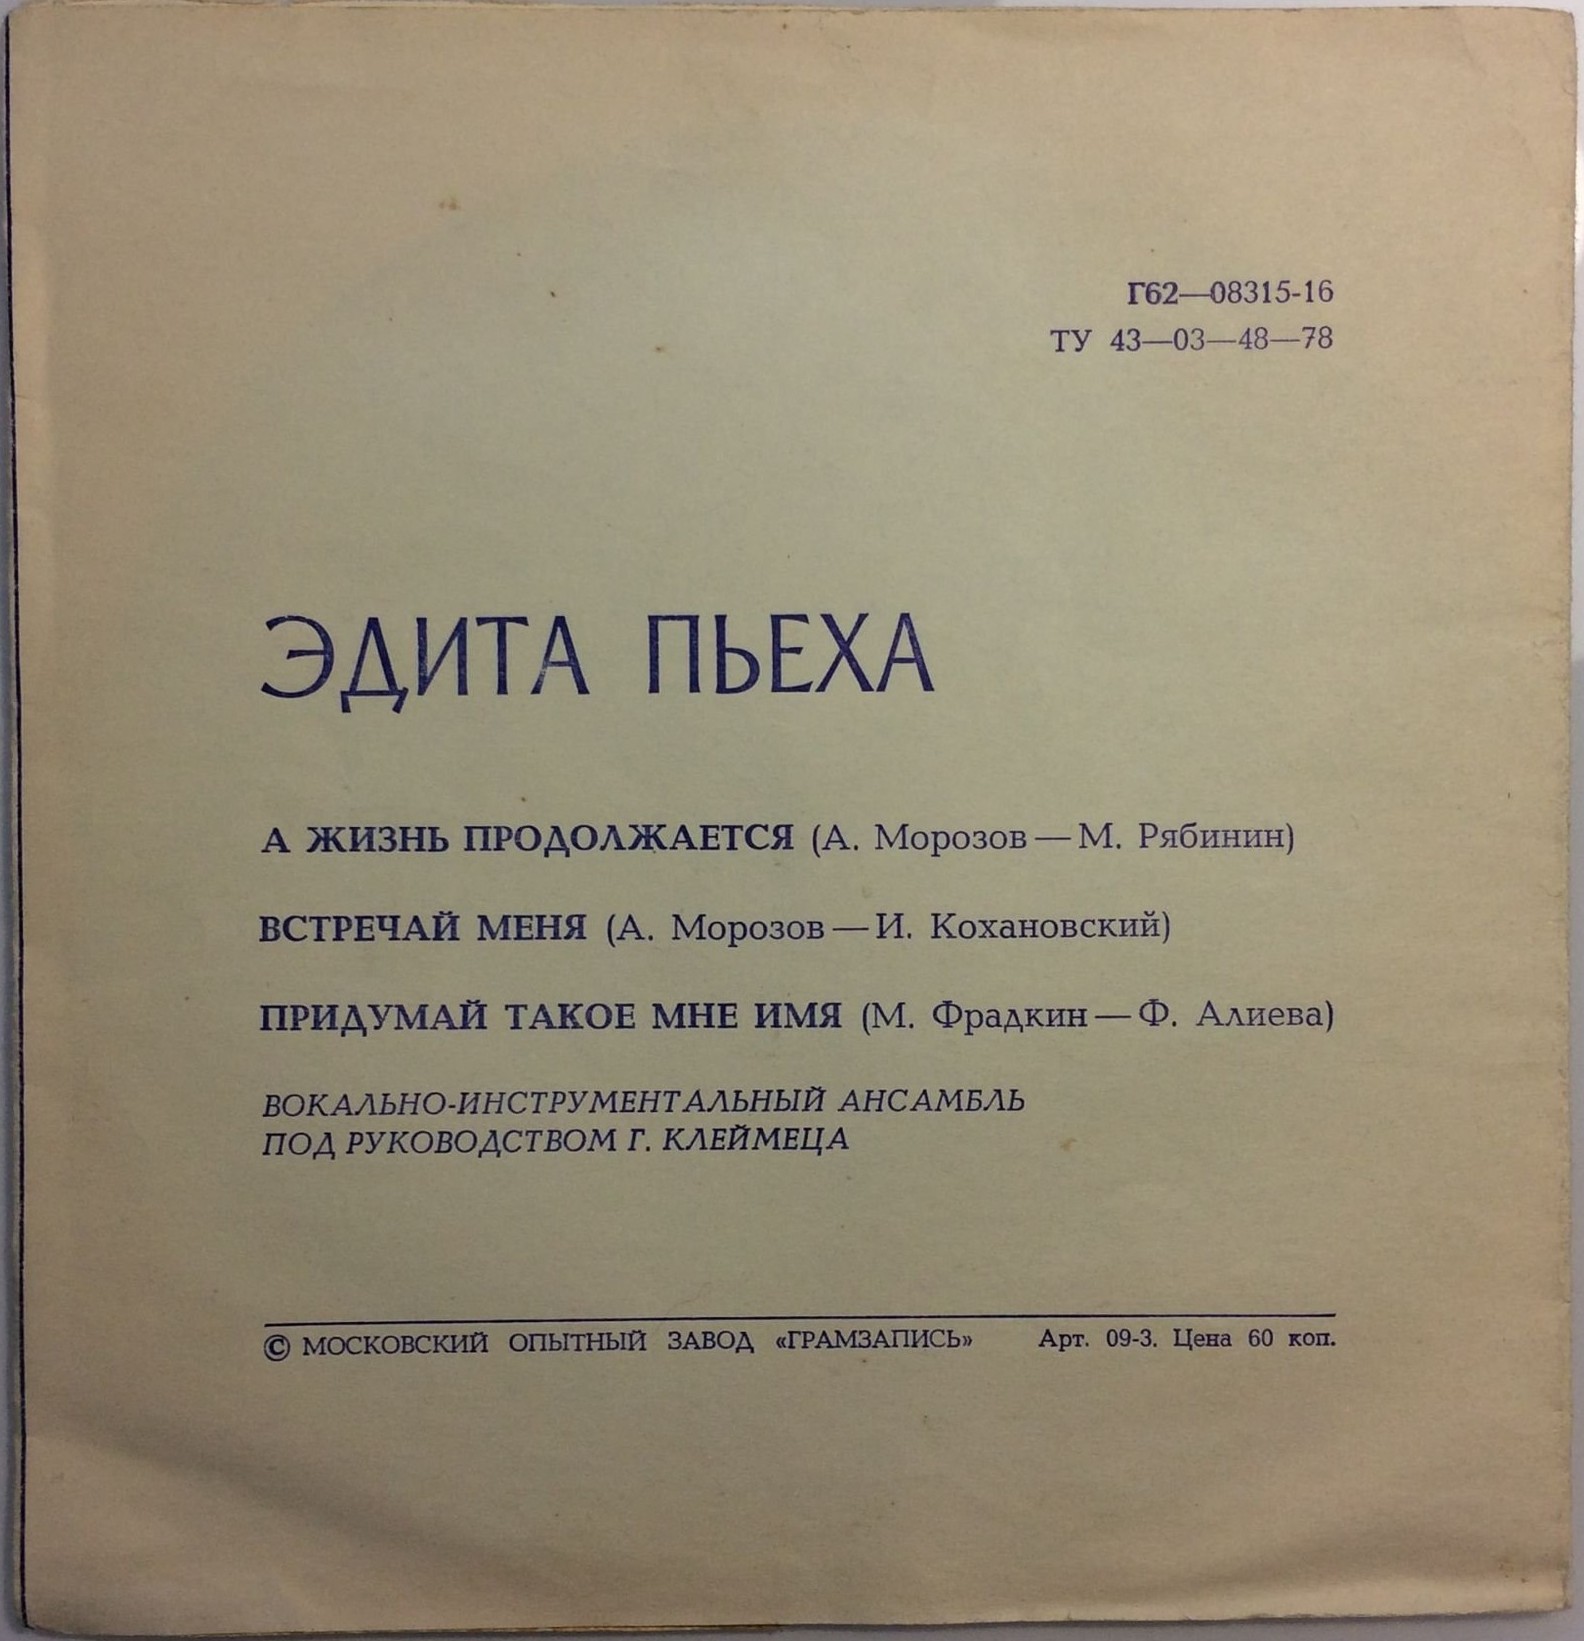 Г62—08315-16
ТУ 43—03—48—78
ЭДИТА ПЬЕХА
А ЖИЗНЬ ПРОДОЛЖАЕТСЯ (А. Морозов — М. Рябинин)
ВСТРЕЧАЙ МЕНЯ (А. Морозов — И. Кохановский)
ПРИДУМАЙ ТАКОЕ МНЕ ИМЯ (М. Фрадкин — Ф. Алиева)
ВОКАЛЬНО-ИНСТРУМЕНТАЛЬНЫЙ АНСАМБЛЬ
ПОД РУКОВОДСТВОМ Г. КЛЕЙМЕЦА
© МОСКОВСКИЙ ОПЫТНЫЙ ЗАВОД «ГРАМЗАПИСЬ» Арт. 09-3. Цена 60 коп.